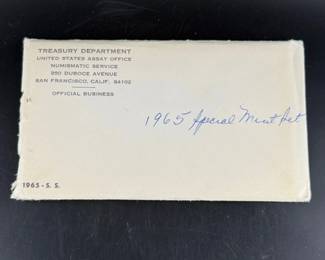 TREASURY DEPARTMENT
UNITED STATES ASSAY OFFICE
NUMISMATIC SERVICE
350 DUBOCE AVENUE
SAN FRANCISCO, CALIF. 94102
OFFICIAL BUSINESS
1965 Special Mint Set
1965 - S. S.